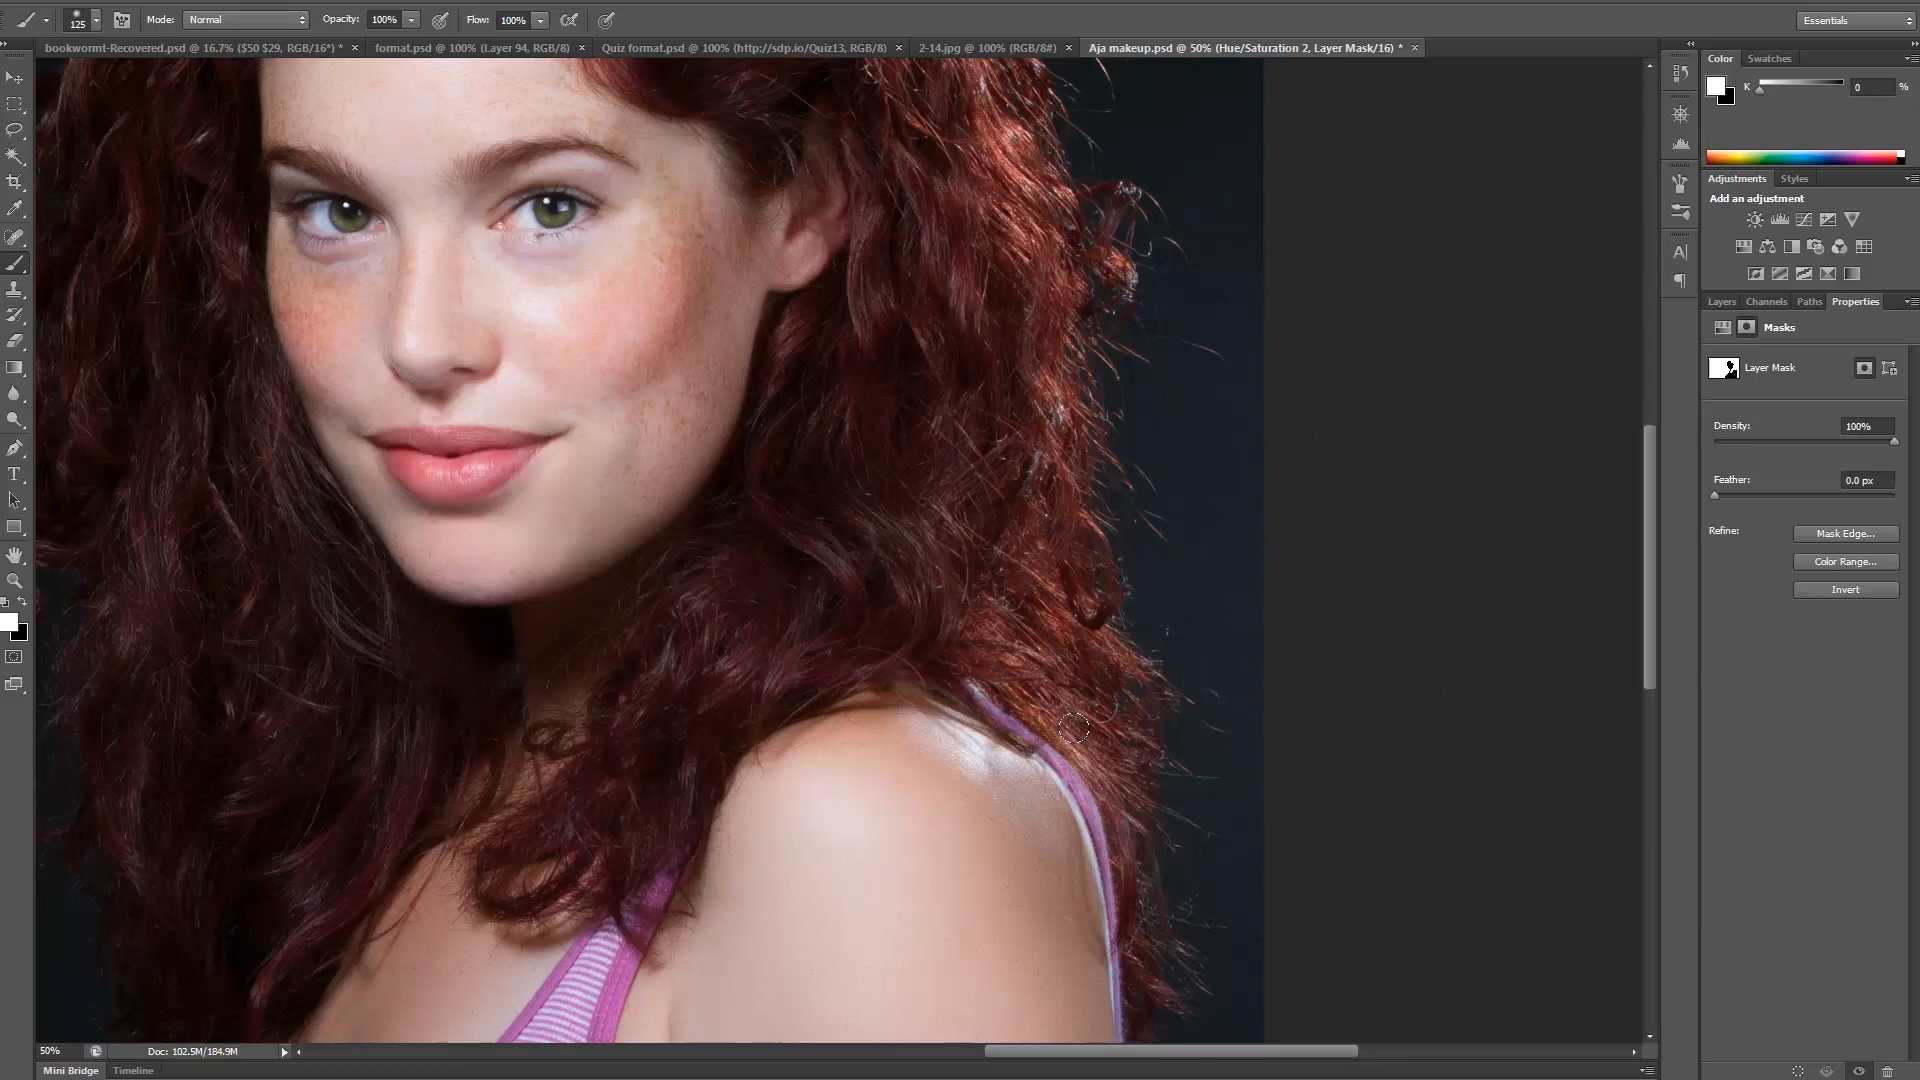 125
Mode: Normal Opacity: 100% Flow: 100% Essentials
bookwormt-Recovered.psd @ 16.7% ($50 $29, RGB/16*) * × format.psd @ 100% (Layer 94, RGB/8) × Quiz format.psd @ 100% (http://sdp.io/Quiz13, RGB/8) × 2-14.jpg @ 100% (RGB/8#) × Aja makeup.psd @ 50% (Hue/Saturation 2, Layer Mask/16) * ×
Color Swatches
K 0 %
Adjustments Styles
Add an adjustment
Layers Channels Paths Properties
Masks
Layer Mask
Density: 100%
Feather: 0.0 px
Refine: Mask Edge...
Color Range...
Invert
50% Doc: 102.5M/184.9M
Mini Bridge Timeline